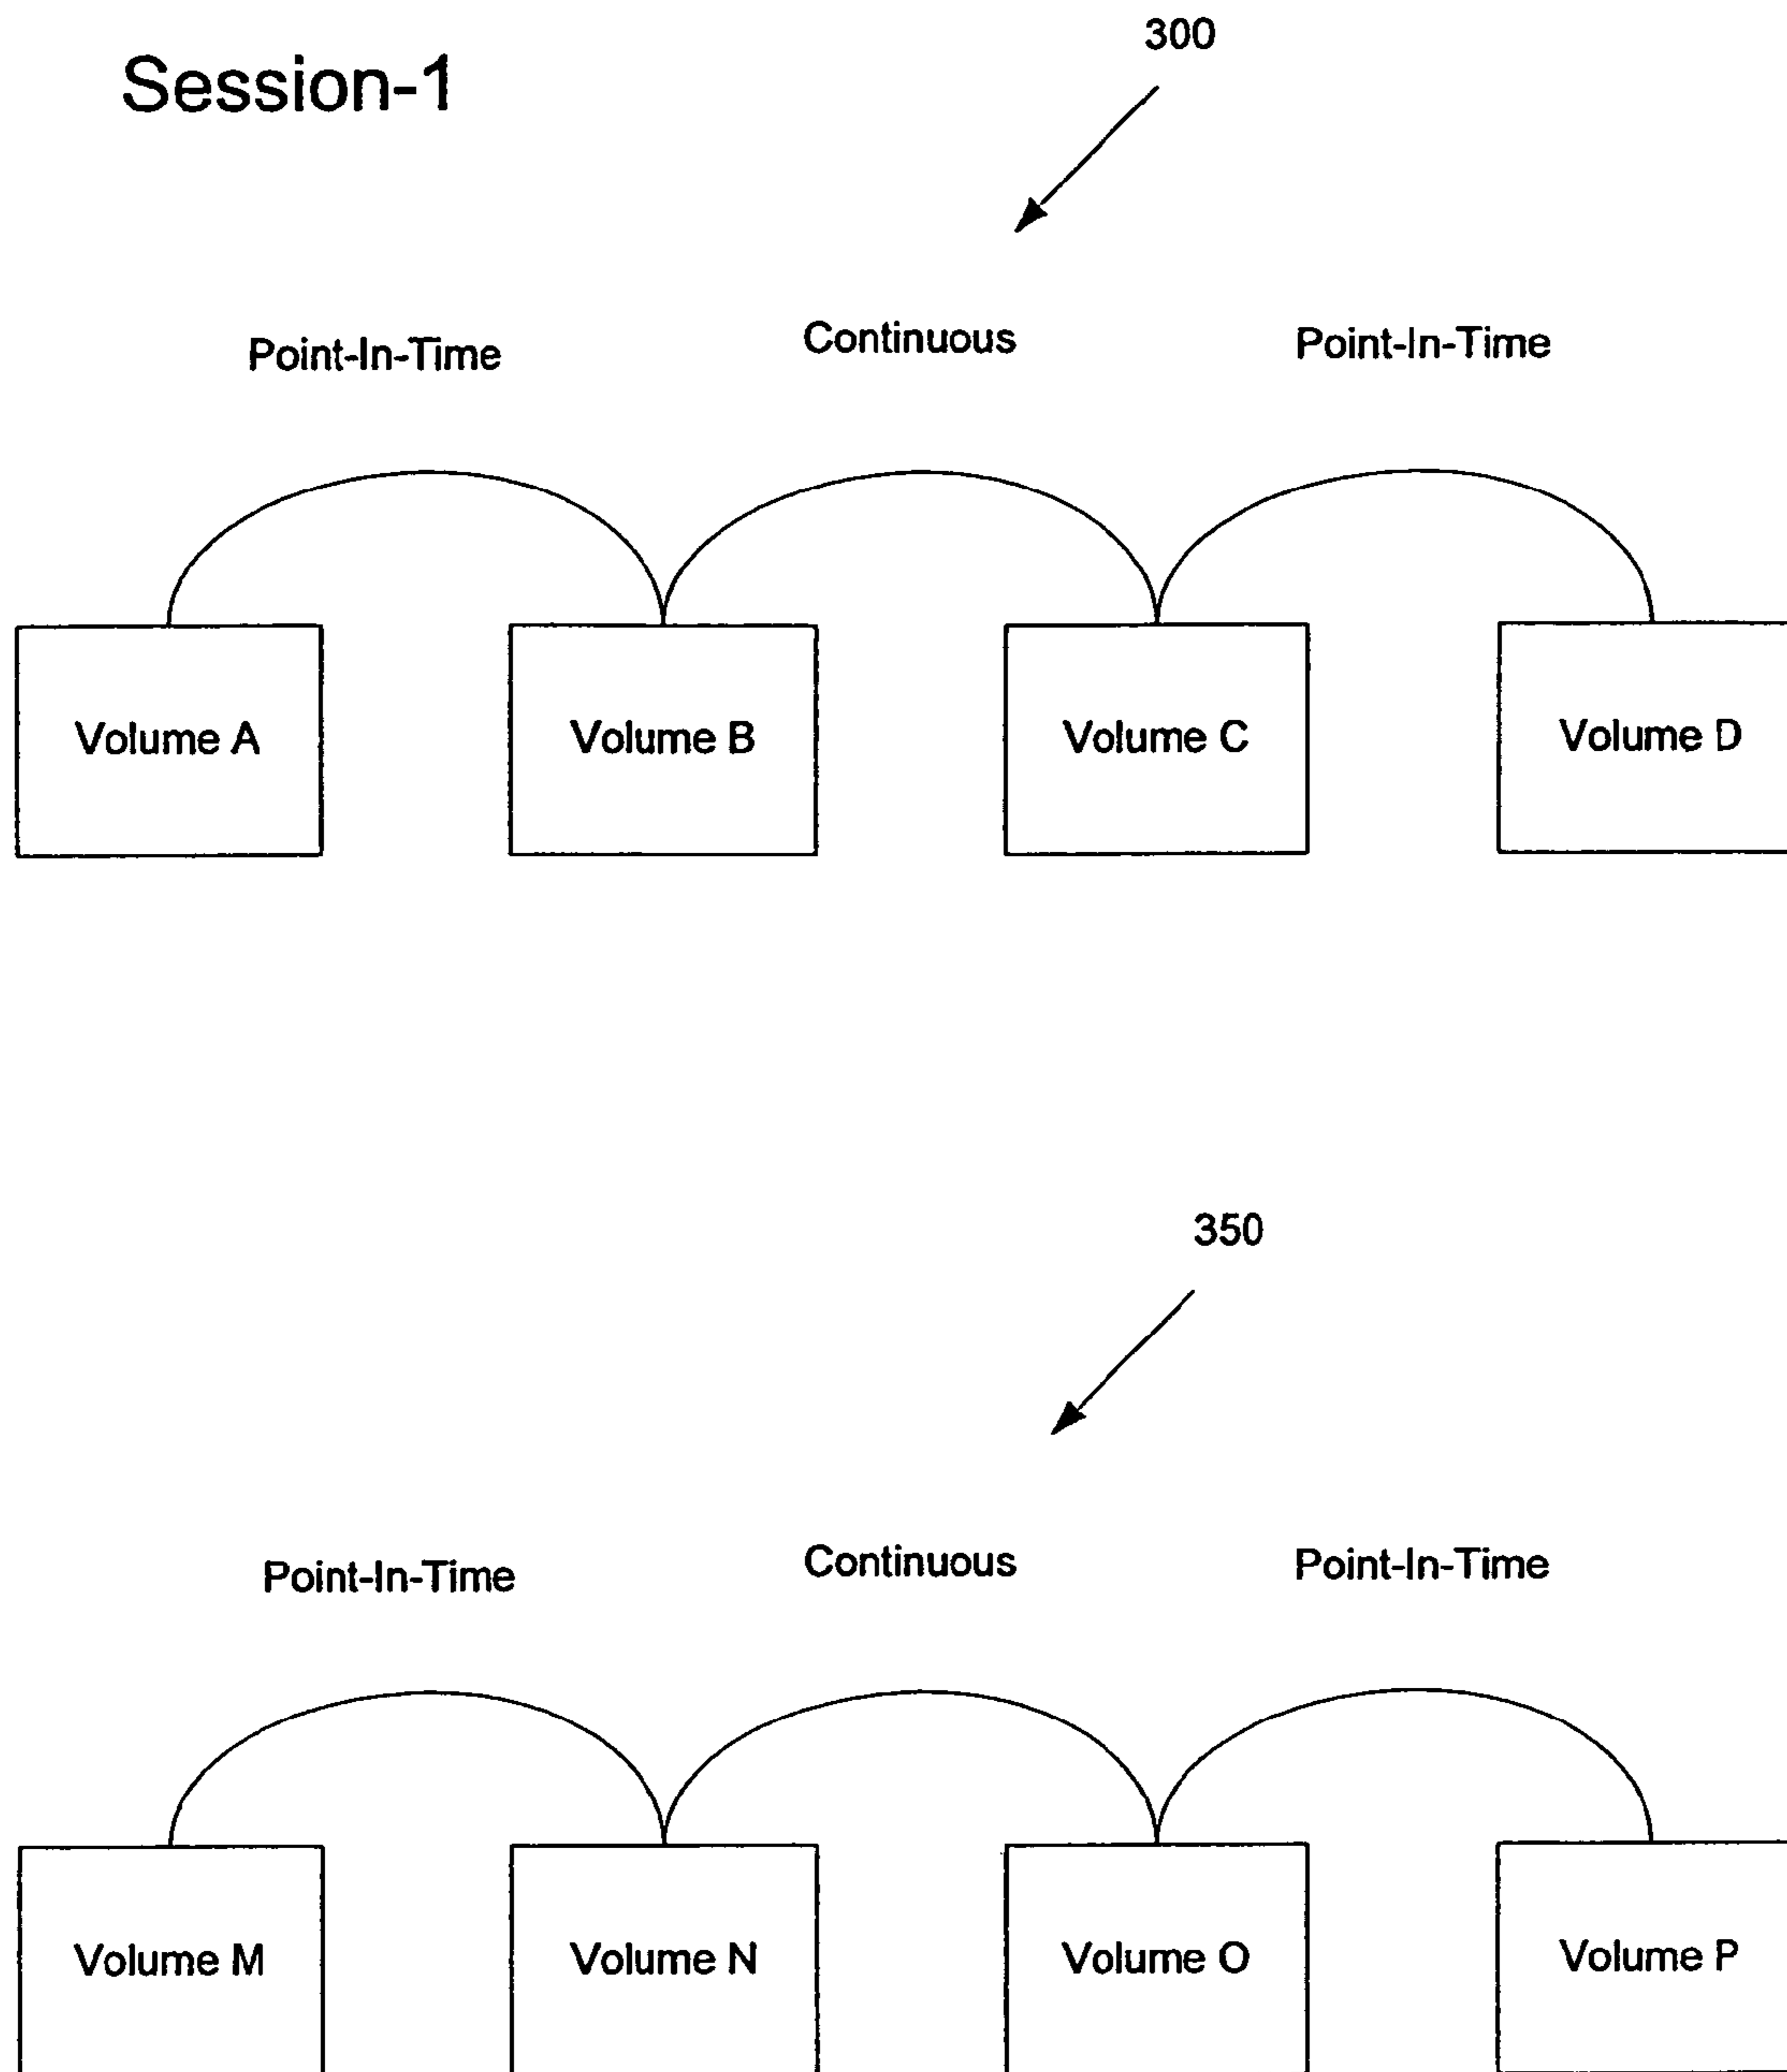 300
Session-1
Point-In-Time Continuous Point-In-Time
Volume A Volume B Volume C Volume D
350
Point-In-Time Continuous Point-In-Time
Volume M Volume N Volume O Volume P